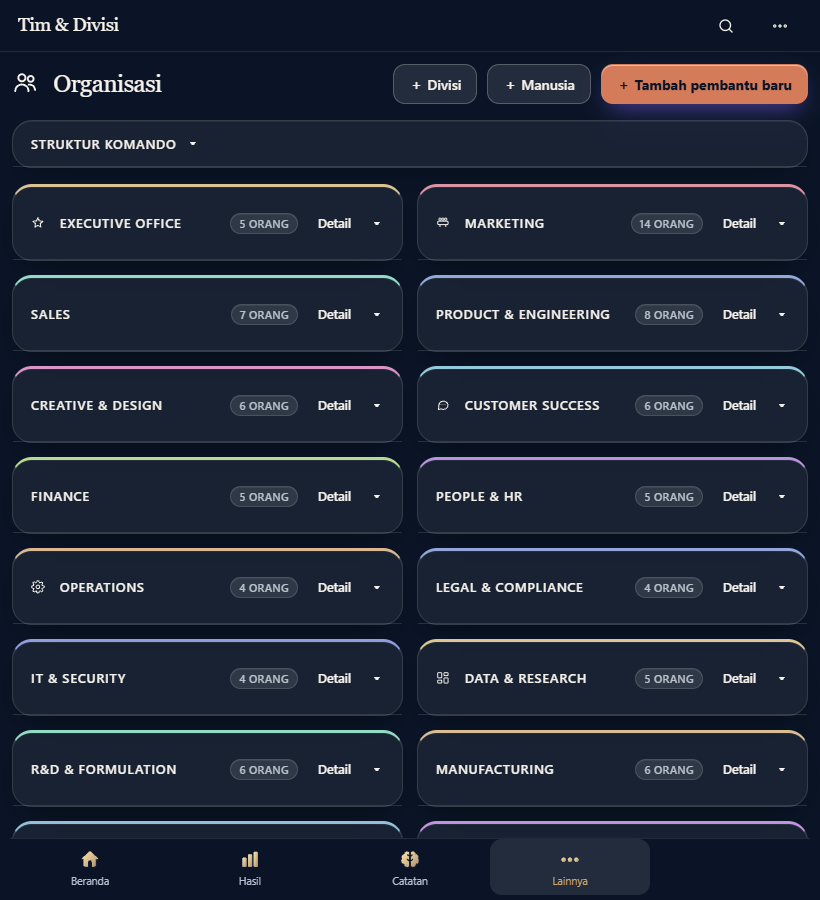 Tim & Divisi
Organisasi
+ Divisi
+ Manusia
+ Tambah pembantu baru
STRUKTUR KOMANDO
EXECUTIVE OFFICE 5 ORANG Detail
MARKETING 14 ORANG Detail
SALES 7 ORANG Detail
PRODUCT & ENGINEERING 8 ORANG Detail
CREATIVE & DESIGN 6 ORANG Detail
CUSTOMER SUCCESS 6 ORANG Detail
FINANCE 5 ORANG Detail
PEOPLE & HR 5 ORANG Detail
OPERATIONS 4 ORANG Detail
LEGAL & COMPLIANCE 4 ORANG Detail
IT & SECURITY 4 ORANG Detail
DATA & RESEARCH 5 ORANG Detail
R&D & FORMULATION 6 ORANG Detail
MANUFACTURING 6 ORANG Detail
Beranda
Hasil
Catatan
Lainnya